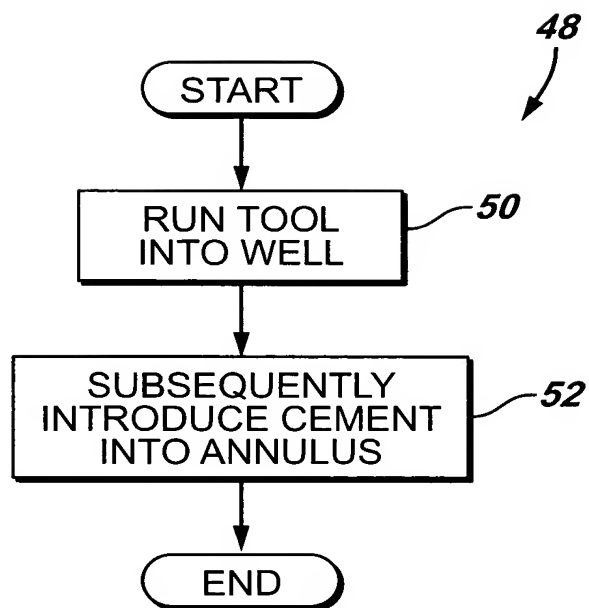 48
START
RUN TOOL
INTO WELL
50
SUBSEQUENTLY
INTRODUCE CEMENT
INTO ANNULUS
52
END